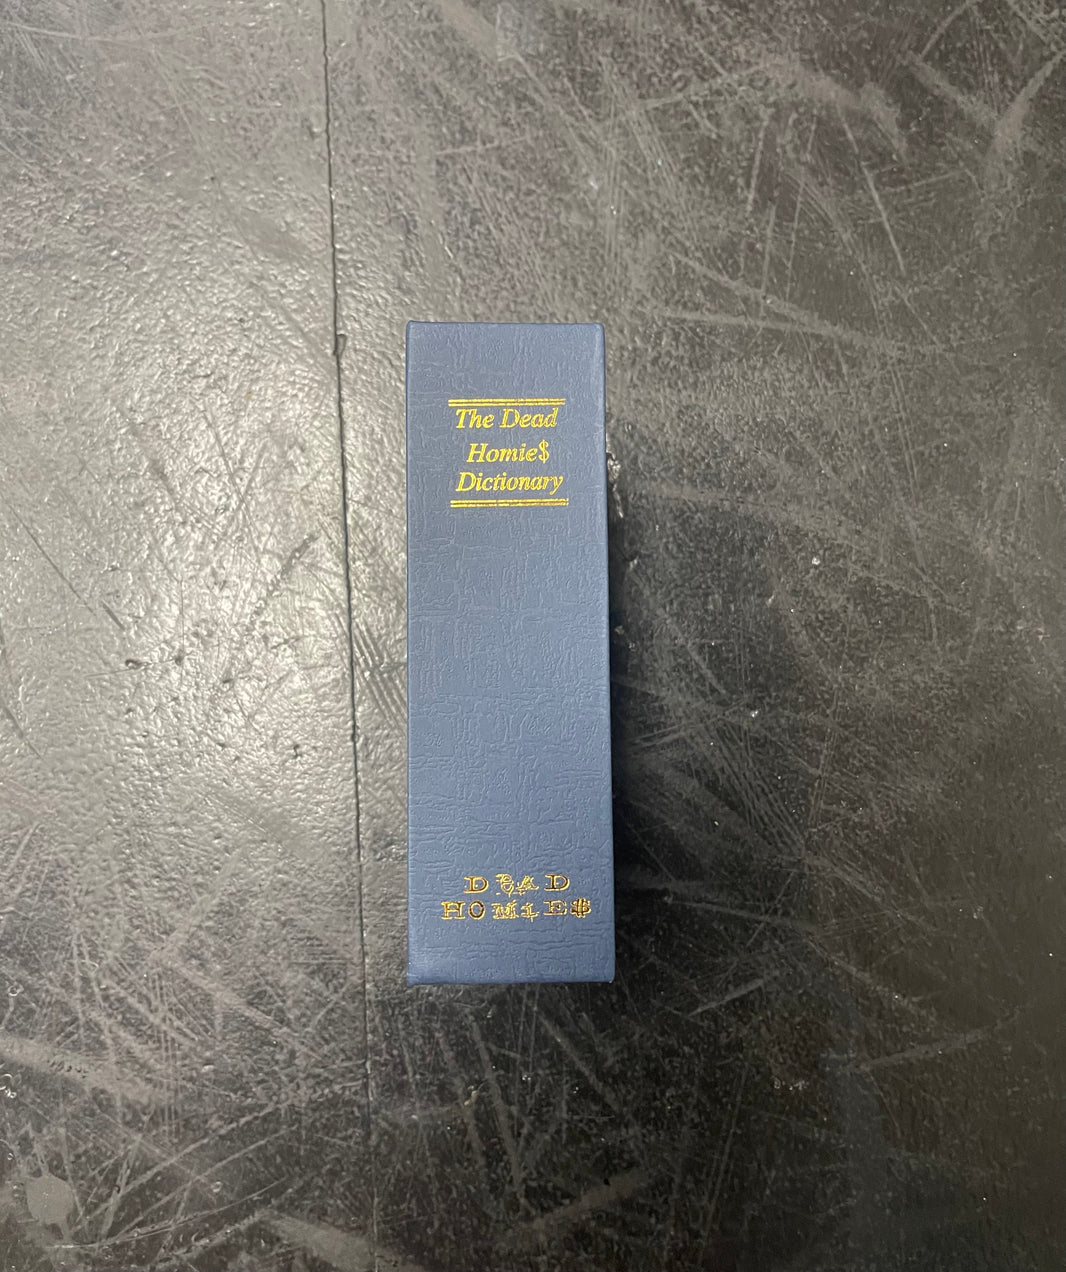 The Dead
Homie$
Dictionary
DEAD
HOMiE$